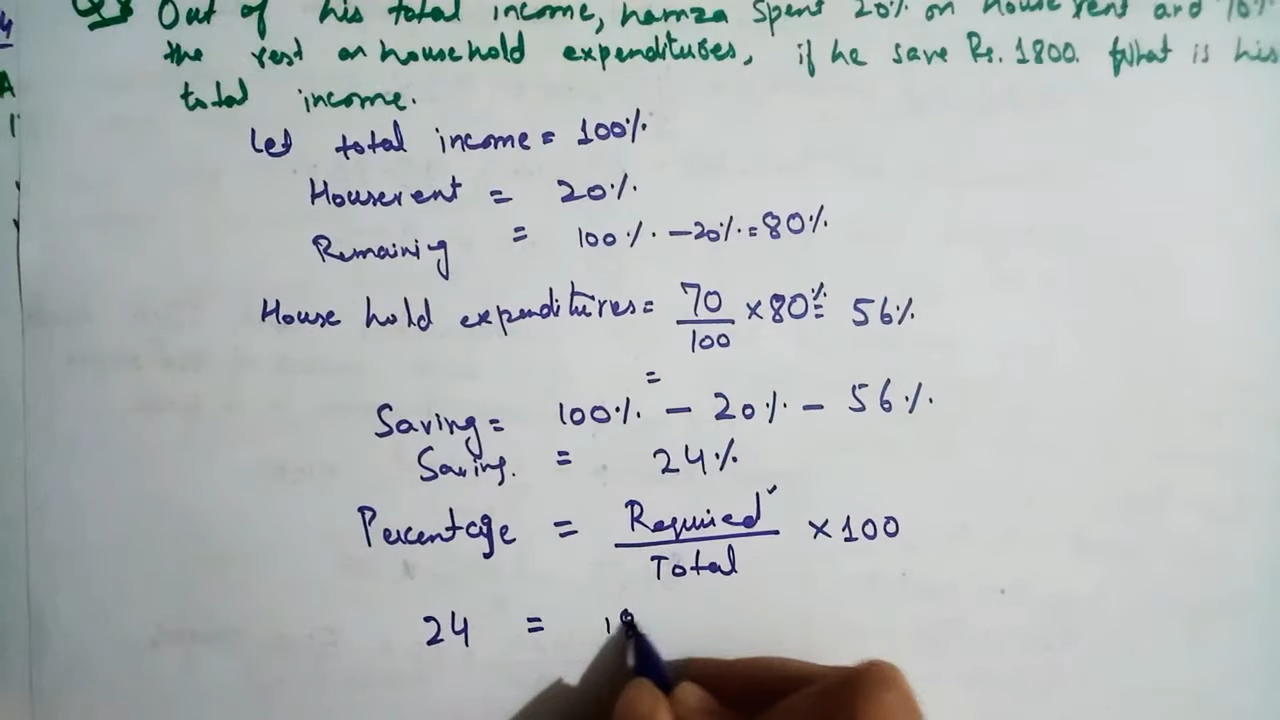 Q3 Out of his total income, hamza spent 20% on house rent and 70%
the rest on household expenditures, if he save Rs. 1800. What is his
total income.
Let total income = 100%
House rent = 20%
Remaining = 100% - 20% = 80%
House hold expenditures = 70/100 × 80% = 56%
=
Saving = 100% - 20% - 56%
Saving. = 24%
Percentage = Required/Total × 100
24 = 18